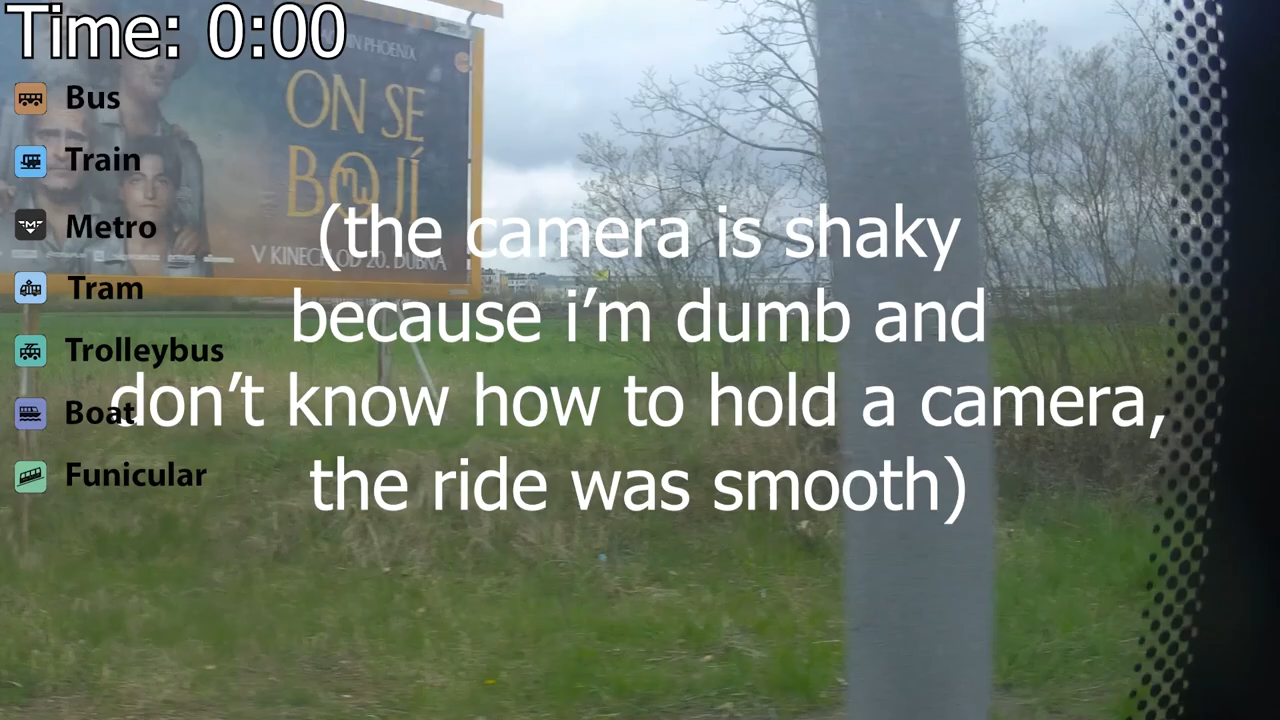 Time: 0:00
PHOENIX
ON SE
BOJÍ
V KINECH OD 20. DUBNA
Bus
Train
Metro
Tram
Trolleybus
Boat
Funicular
(the camera is shaky
because i’m dumb and
don’t know how to hold a camera,
the ride was smooth)